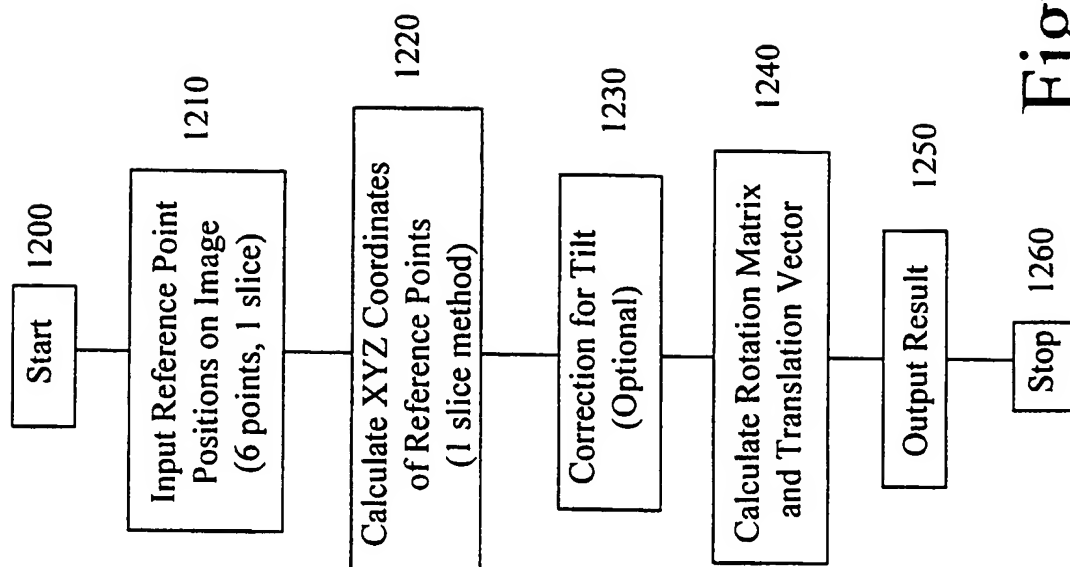 Start
1200
Input Reference Point
Positions on Image
(6 points, 1 slice)
1210
Calculate XYZ Coordinates
of Reference Points
(1 slice method)
1220
Correction for Tilt
(Optional)
1230
Calculate Rotation Matrix
and Translation Vector
1240
Output Result
1250
Stop
1260
Fig